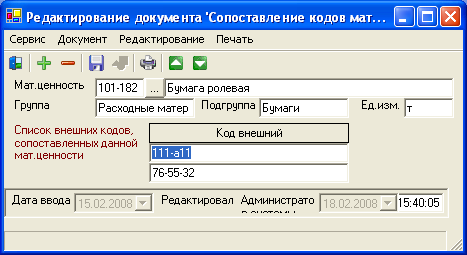 Редактирование документа 'Сопоставление кодов мат...
Сервис Документ Редактирование Печать
Мат.ценность 101-182 ... Бумага ролевая
Группа Расходные матер Подгруппа Бумаги Ед.изм. т
Список внешних кодов, Код внешний
сопоставленных данной 111-a11
мат.ценности 76-55-32
Дата ввода 15.02.2008 Редактировал Администрато 18.02.2008 15:40:05
р системы